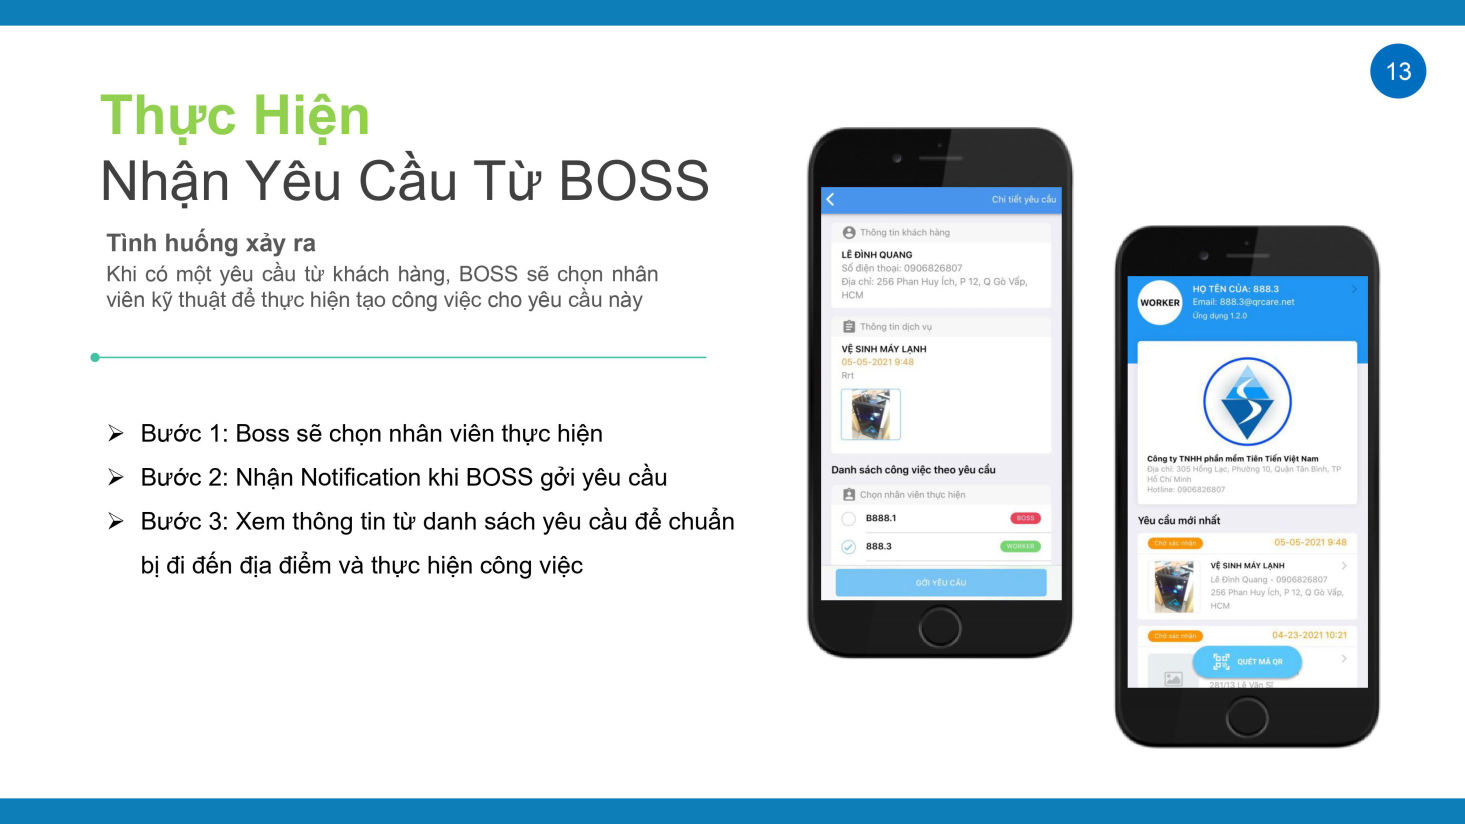 13
Thực Hiện
Nhận Yêu Cầu Từ BOSS
Tình huống xảy ra
Khi có một yêu cầu từ khách hàng, BOSS sẽ chọn nhân
viên kỹ thuật để thực hiện tạo công việc cho yêu cầu này
Bước 1: Boss sẽ chọn nhân viên thực hiện
Bước 2: Nhận Notification khi BOSS gởi yêu cầu
Bước 3: Xem thông tin từ danh sách yêu cầu để chuẩn
bị đi đến địa điểm và thực hiện công việc
Chi tiết yêu cầu
Thông tin khách hàng
LÊ ĐÌNH QUANG
Số điện thoại: 0906826807
Địa chỉ: 256 Phan Huy Ích, P 12, Q Gò Vấp,
HCM
Thông tin dịch vụ
VỆ SINH MÁY LẠNH
05-05-2021 9:48
Rrt
Danh sách công việc theo yêu cầu
Chọn nhân viên thực hiện
B888.1
BOSS
888.3
WORKER
GỞI YÊU CẦU
WORKER
HỌ TÊN CỦA: 888.3
Email: 888.3@qrcare.net
Ứng dụng 1.2.0
Công ty TNHH phần mềm Tiên Tiến Việt Nam
Địa chỉ: 305 Hồng Lạc, Phường 10, Quận Tân Bình, TP
Hồ Chí Minh
Hotline: 0906826807
Yêu cầu mới nhất
Chờ xác nhận
05-05-2021 9:48
VỆ SINH MÁY LẠNH
Lê Đình Quang - 0906826807
256 Phan Huy Ích, P 12, Q Gò Vấp,
HCM
Chờ xác nhận
04-23-2021 10:21
QUÉT MÃ QR
281/13 Lê Văn Sĩ